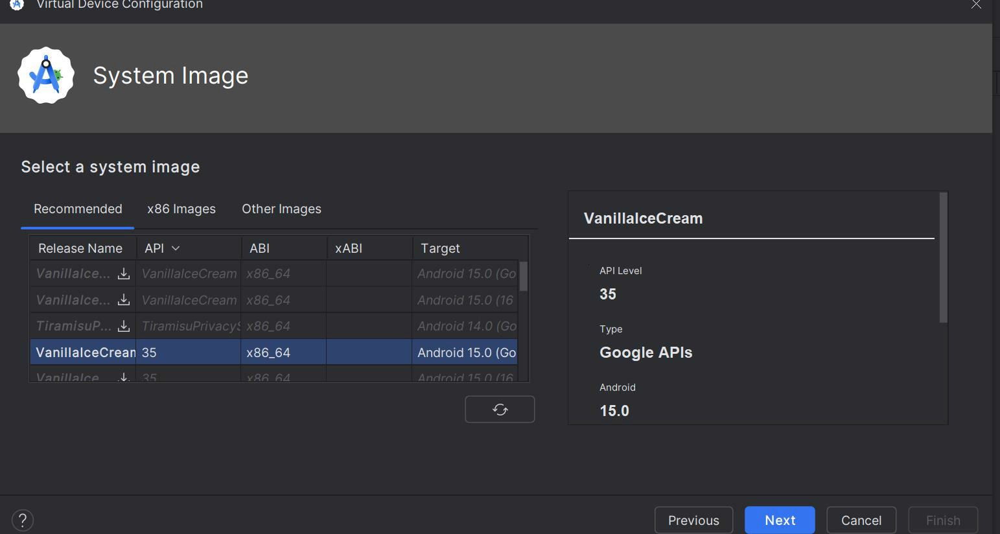 Virtual Device Configuration
System Image
Select a system image
Recommended x86 Images Other Images
Release Name API ABI xABI Target
VanillaIce... VanillaIceCream x86_64 Android 15.0 (Go
VanillaIce... VanillaIceCream x86_64 Android 15.0 (16
TiramisuP... TiramisuPrivacyS x86_64 Android 14.0 (Go
VanillaIceCream 35 x86_64 Android 15.0 (Go
VanillaIce 35 x86_64 Android 15.0 (16
VanillaIceCream
API Level
35
Type
Google APIs
Android
15.0
? Previous Next Cancel Finish